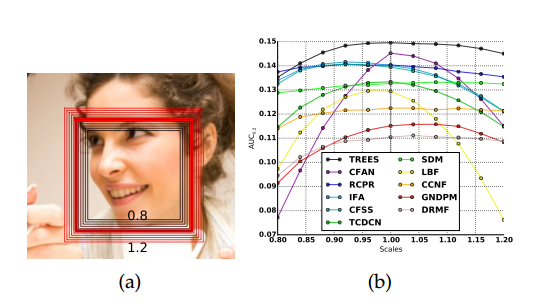 0.8
1.2
(a)
0.15
0.14
0.13
0.12
0.11
0.10
0.09
0.08
0.07
AUC0.2
TREES
CFAN
RCPR
IFA
CFSS
TCDCN
SDM
LBF
CCNF
GNDPM
DRMF
0.80 0.85 0.90 0.95 1.00 1.05 1.10 1.15 1.20
Scales
(b)